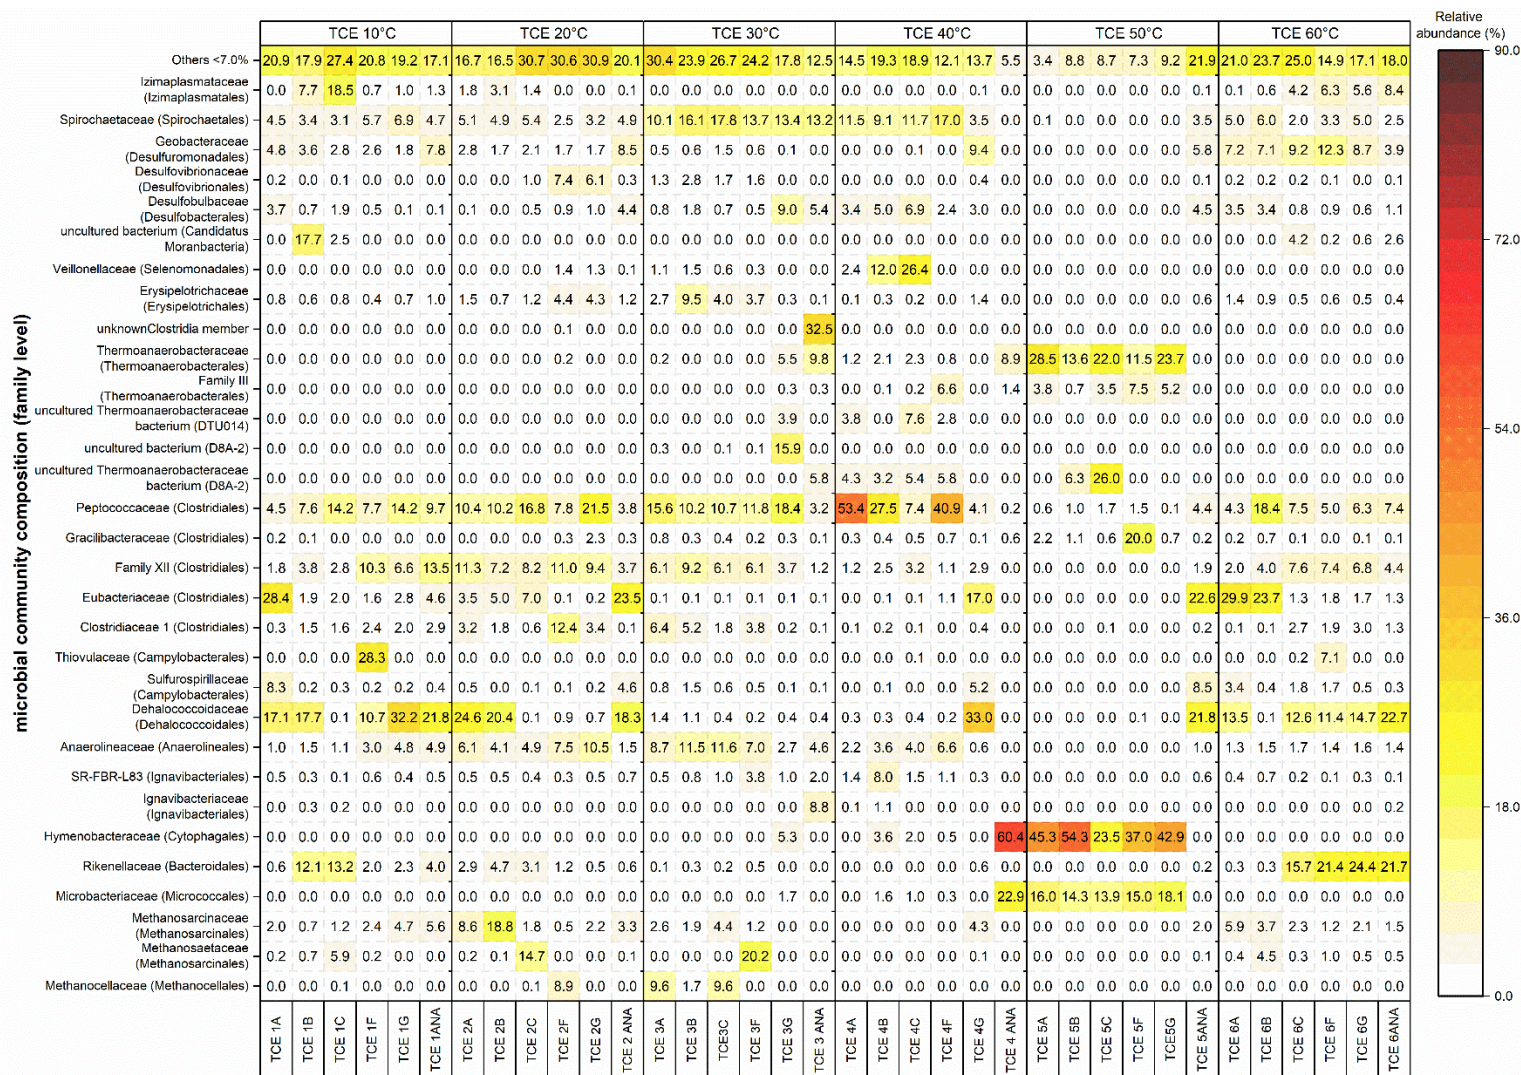 Relative
abundance (%)
TCE 10°C TCE 20°C TCE 30°C TCE 40°C TCE 50°C TCE 60°C
Others <7.0% 20.9 17.9 27.4 20.8 19.2 17.1 16.7 16.5 30.7 30.6 30.9 20.1 30.4 23.9 26.7 24.2 17.8 12.5 14.5 19.3 18.9 12.1 13.7 5.5 3.4 8.8 8.7 7.3 9.2 21.9 21.0 23.7 25.0 14.9 17.1 18.0
Izimaplasmataceae
(Izimaplasmatales) 0.0 7.7 18.5 0.7 1.0 1.3 1.8 3.1 1.4 0.0 0.0 0.1 0.0 0.0 0.0 0.0 0.0 0.0 0.0 0.0 0.0 0.0 0.1 0.0 0.0 0.0 0.0 0.0 0.0 0.1 0.1 0.6 4.2 6.3 5.6 8.4
Spirochaetaceae (Spirochaetales) 4.5 3.4 3.1 5.7 6.9 4.7 5.1 4.9 5.4 2.5 3.2 4.9 10.1 16.1 17.8 13.7 13.4 13.2 11.5 9.1 11.7 17.0 3.5 0.0 0.1 0.0 0.0 0.0 0.0 3.5 5.0 6.0 2.0 3.3 5.0 2.5
Geobacteraceae
(Desulfuromonadales) 4.8 3.6 2.8 2.6 1.8 7.8 2.8 1.7 2.1 1.7 1.7 8.5 0.5 0.6 1.5 0.6 0.1 0.0 0.0 0.0 0.1 0.0 9.4 0.0 0.0 0.0 0.0 0.0 0.0 5.8 7.2 7.1 9.2 12.3 8.7 3.9
Desulfovibrionaceae
(Desulfovibrionales) 0.2 0.0 0.1 0.0 0.0 0.0 0.0 0.0 1.0 7.4 6.1 0.3 1.3 2.8 1.7 1.6 0.0 0.0 0.0 0.0 0.0 0.0 0.4 0.0 0.0 0.0 0.0 0.0 0.0 0.1 0.2 0.2 0.2 0.1 0.0 0.1
Desulfobulbaceae
(Desulfobacterales) 3.7 0.7 1.9 0.5 0.1 0.1 0.1 0.0 0.5 0.9 1.0 4.4 0.8 1.8 0.7 0.5 9.0 5.4 3.4 5.0 6.9 2.4 3.0 0.0 0.0 0.0 0.0 0.0 0.0 4.5 3.5 3.4 0.8 0.9 0.6 1.1
uncultured bacterium (Candidatus
Moranbacteria) 0.0 17.7 2.5 0.0 0.0 0.0 0.0 0.0 0.0 0.0 0.0 0.0 0.0 0.0 0.0 0.0 0.0 0.0 0.0 0.0 0.0 0.0 0.0 0.0 0.0 0.0 0.0 0.0 0.0 0.0 0.0 0.0 4.2 0.2 0.6 2.6
Veillonellaceae (Selenomonadales) 0.0 0.0 0.0 0.0 0.0 0.0 0.0 0.0 0.0 1.4 1.3 0.1 1.1 1.5 0.6 0.3 0.0 0.0 2.4 12.0 26.4 0.0 0.0 0.0 0.0 0.0 0.0 0.0 0.0 0.0 0.0 0.0 0.0 0.0 0.0 0.0
Erysipelotrichaceae
(Erysipelotrichales) 0.8 0.6 0.8 0.4 0.7 1.0 1.5 0.7 1.2 4.4 4.3 1.2 2.7 9.5 4.0 3.7 0.3 0.1 0.1 0.3 0.2 0.0 1.4 0.0 0.0 0.0 0.0 0.0 0.0 0.6 1.4 0.9 0.5 0.6 0.5 0.4
unknownClostridia member 0.0 0.0 0.0 0.0 0.0 0.0 0.0 0.0 0.0 0.1 0.0 0.0 0.0 0.0 0.0 0.0 0.0 32.5 0.0 0.0 0.0 0.0 0.0 0.0 0.0 0.0 0.0 0.0 0.0 0.0 0.0 0.0 0.0 0.0 0.0 0.0
Thermoanaerobacteraceae
(Thermoanaerobacterales) 0.0 0.0 0.0 0.0 0.0 0.0 0.0 0.0 0.0 0.2 0.0 0.0 0.2 0.0 0.0 0.0 5.5 9.8 1.2 2.1 2.3 0.8 0.0 8.9 28.5 13.6 22.0 11.5 23.7 0.0 0.0 0.0 0.0 0.0 0.0 0.0
Family III
(Thermoanaerobacterales) 0.0 0.0 0.0 0.0 0.0 0.0 0.0 0.0 0.0 0.0 0.0 0.0 0.0 0.0 0.0 0.0 0.3 0.3 0.0 0.1 0.2 6.6 0.0 1.4 3.8 0.7 3.5 7.5 5.2 0.0 0.0 0.0 0.0 0.0 0.0 0.0
uncultured Thermoanaerobacteraceae
bacterium (DTU014) 0.0 0.0 0.0 0.0 0.0 0.0 0.0 0.0 0.0 0.0 0.0 0.0 0.0 0.0 0.0 0.0 3.9 0.0 3.8 0.0 7.6 2.8 0.0 0.0 0.0 0.0 0.0 0.0 0.0 0.0 0.0 0.0 0.0 0.0 0.0 0.0
uncultured bacterium (D8A-2) 0.0 0.0 0.0 0.0 0.0 0.0 0.0 0.0 0.0 0.0 0.0 0.0 0.3 0.0 0.1 0.1 15.9 0.0 0.0 0.0 0.0 0.0 0.0 0.0 0.0 0.0 0.0 0.0 0.0 0.0 0.0 0.0 0.0 0.0 0.0 0.0
uncultured Thermoanaerobacteraceae
bacterium (D8A-2) 0.0 0.0 0.0 0.0 0.0 0.0 0.0 0.0 0.0 0.0 0.0 0.0 0.0 0.0 0.0 0.0 0.0 5.8 4.3 3.2 5.4 5.8 0.0 0.0 0.0 6.3 26.0 0.0 0.0 0.0 0.0 0.0 0.0 0.0 0.0 0.0
Peptococcaceae (Clostridiales) 4.5 7.6 14.2 7.7 14.2 9.7 10.4 10.2 16.8 7.8 21.5 3.8 15.6 10.2 10.7 11.8 18.4 3.2 53.4 27.5 7.4 40.9 4.1 0.2 0.6 1.0 1.7 1.5 0.1 4.4 4.3 18.4 7.5 5.0 6.3 7.4
Gracilibacteraceae (Clostridiales) 0.2 0.1 0.0 0.0 0.0 0.0 0.0 0.0 0.0 0.3 2.3 0.3 0.8 0.3 0.4 0.2 0.3 0.1 0.3 0.4 0.5 0.7 0.1 0.6 2.2 1.1 0.6 20.0 0.7 0.2 0.2 0.7 0.1 0.0 0.1 0.1
Family XII (Clostridiales) 1.8 3.8 2.8 10.3 6.6 13.5 11.3 7.2 8.2 11.0 9.4 3.7 6.1 9.2 6.1 6.1 3.7 1.2 1.2 2.5 3.2 1.1 2.9 0.0 0.0 0.0 0.0 0.0 0.0 1.9 2.0 4.0 7.6 7.4 6.8 4.4
Eubacteriaceae (Clostridiales) 28.4 1.9 2.0 1.6 2.8 4.6 3.5 5.0 7.0 0.1 0.2 23.5 0.1 0.1 0.1 0.1 0.1 0.1 0.0 0.1 0.1 1.1 17.0 0.0 0.0 0.0 0.0 0.0 0.0 22.6 29.9 23.7 1.3 1.8 1.7 1.3
Clostridiaceae 1 (Clostridiales) 0.3 1.5 1.6 2.4 2.0 2.9 3.2 1.8 0.6 12.4 3.4 0.1 6.4 5.2 1.8 3.8 0.2 0.1 0.1 0.2 0.1 0.0 0.4 0.0 0.0 0.0 0.1 0.0 0.0 0.2 0.1 0.1 2.7 1.9 3.0 1.3
Thiovulaceae (Campylobacterales) 0.0 0.0 0.0 28.3 0.0 0.0 0.0 0.0 0.0 0.0 0.0 0.0 0.0 0.0 0.0 0.0 0.0 0.0 0.0 0.0 0.1 0.0 0.0 0.0 0.0 0.0 0.0 0.0 0.0 0.0 0.0 0.0 0.2 7.1 0.0 0.0
Sulfurospirillaceae
(Campylobacterales) 8.3 0.2 0.3 0.2 0.2 0.4 0.5 0.0 0.1 0.1 0.2 4.6 0.8 1.5 0.6 0.5 0.1 0.1 0.0 0.1 0.0 0.0 5.2 0.0 0.0 0.0 0.0 0.0 0.0 8.5 3.4 0.4 1.8 1.7 0.5 0.3
Dehalococcoidaceae
(Dehalococcoidales) 17.1 17.7 0.1 10.7 32.2 21.8 24.6 20.4 0.1 0.9 0.7 18.3 1.4 1.1 0.4 0.2 0.4 0.4 0.3 0.3 0.4 0.2 33.0 0.0 0.0 0.0 0.0 0.1 0.0 21.8 13.5 0.1 12.6 11.4 14.7 22.7
Anaerolineaceae (Anaerolineales) 1.0 1.5 1.1 3.0 4.8 4.9 6.1 4.1 4.9 7.5 10.5 1.5 8.7 11.5 11.6 7.0 2.7 4.6 2.2 3.6 4.0 6.6 0.6 0.0 0.0 0.0 0.0 0.0 0.0 1.0 1.3 1.5 1.7 1.4 1.6 1.4
SR-FBR-L83 (Ignavibacteriales) 0.5 0.3 0.1 0.6 0.4 0.5 0.5 0.5 0.4 0.3 0.5 0.7 0.5 0.8 1.0 3.8 1.0 2.0 1.4 8.0 1.5 1.1 0.3 0.0 0.0 0.0 0.0 0.0 0.0 0.6 0.4 0.7 0.2 0.1 0.3 0.1
Ignavibacteriaceae
(Ignavibacteriales) 0.0 0.3 0.2 0.0 0.0 0.0 0.0 0.0 0.0 0.0 0.0 0.0 0.0 0.0 0.0 0.0 0.0 8.8 0.1 1.1 0.0 0.0 0.0 0.0 0.0 0.0 0.0 0.0 0.0 0.0 0.0 0.0 0.0 0.0 0.0 0.2
Hymenobacteraceae (Cytophagales) 0.0 0.0 0.0 0.0 0.0 0.0 0.0 0.0 0.0 0.0 0.0 0.0 0.0 0.0 0.0 0.0 5.3 0.0 0.0 3.6 2.0 0.5 0.0 60.4 45.3 54.3 23.5 37.0 42.9 0.0 0.0 0.0 0.0 0.0 0.0 0.0
Rikenellaceae (Bacteroidales) 0.6 12.1 13.2 2.0 2.3 4.0 2.9 4.7 3.1 1.2 0.5 0.6 0.1 0.3 0.2 0.5 0.0 0.0 0.0 0.0 0.0 0.0 0.6 0.0 0.0 0.0 0.0 0.0 0.0 0.2 0.3 0.3 15.7 21.4 24.4 21.7
Microbacteriaceae (Micrococcales) 0.0 0.0 0.0 0.0 0.0 0.0 0.0 0.0 0.0 0.0 0.0 0.0 0.0 0.0 0.0 0.0 1.7 0.0 0.0 1.6 1.0 0.3 0.0 22.9 16.0 14.3 13.9 15.0 18.1 0.0 0.0 0.0 0.0 0.0 0.0 0.0
Methanosarcinaceae
(Methanosarcinales) 2.0 0.7 1.2 2.4 4.7 5.6 8.6 18.8 1.8 0.5 2.2 3.3 2.6 1.9 4.4 1.2 0.0 0.0 0.0 0.0 0.0 0.0 4.3 0.0 0.0 0.0 0.0 0.0 0.0 2.0 5.9 3.7 2.3 1.2 2.1 1.5
Methanosaetaceae
(Methanosarcinales) 0.2 0.7 5.9 0.2 0.0 0.0 0.2 0.1 14.7 0.0 0.0 0.1 0.0 0.0 0.0 20.2 0.0 0.0 0.0 0.0 0.0 0.0 0.1 0.0 0.0 0.0 0.0 0.0 0.0 0.1 0.4 4.5 0.3 1.0 0.5 0.5
Methanocellaceae (Methanocellales) 0.0 0.0 0.1 0.0 0.0 0.0 0.0 0.0 0.1 8.9 0.0 0.0 9.6 1.7 9.6 0.0 0.0 0.0 0.0 0.0 0.0 0.0 0.0 0.0 0.0 0.0 0.0 0.0 0.0 0.0 0.0 0.0 0.0 0.0 0.0 0.0
TCE 1A TCE 1B TCE 1C TCE 1F TCE 1G TCE 1ANA TCE 2A TCE 2B TCE 2C TCE 2F TCE 2G TCE 2 ANA TCE 3A TCE 3B TCE3C TCE 3F TCE 3G TCE 3 ANA TCE 4A TCE 4B TCE 4C TCE 4F TCE 4G TCE 4 ANA TCE 5A TCE 5B TCE 5C TCE 5F TCE5G TCE 5ANA TCE 6A TCE 6B TCE 6C TCE 6F TCE 6G TCE 6ANA
microbial community composition (family level)
90.0
72.0
54.0
36.0
18.0
0.0